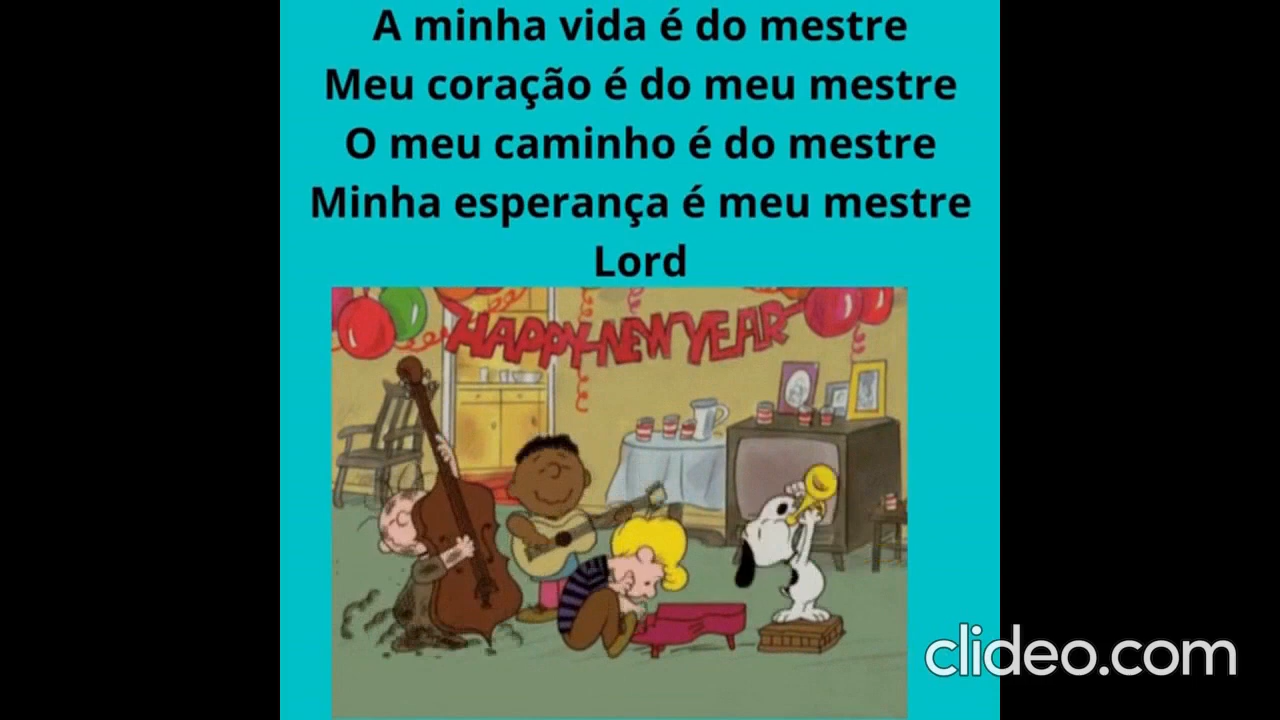 A minha vida é do mestre
Meu coração é do meu mestre
O meu caminho é do mestre
Minha esperança é meu mestre
Lord
HAPPY NEW YEAR
clideo.com